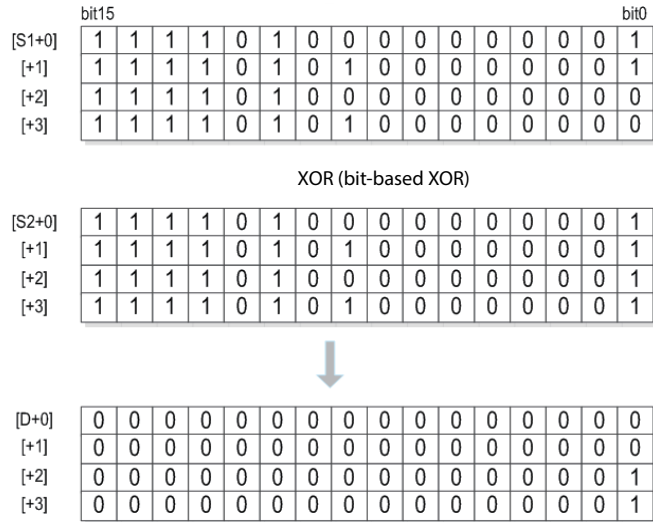 bit15 bit0
[S1+0] 1 1 1 1 0 1 0 0 0 0 0 0 0 0 0 1
[+1] 1 1 1 1 0 1 0 1 0 0 0 0 0 0 0 1
[+2] 1 1 1 1 0 1 0 0 0 0 0 0 0 0 0 0
[+3] 1 1 1 1 0 1 0 1 0 0 0 0 0 0 0 0
XOR (bit-based XOR)
[S2+0] 1 1 1 1 0 1 0 0 0 0 0 0 0 0 0 1
[+1] 1 1 1 1 0 1 0 1 0 0 0 0 0 0 0 1
[+2] 1 1 1 1 0 1 0 0 0 0 0 0 0 0 0 1
[+3] 1 1 1 1 0 1 0 1 0 0 0 0 0 0 0 1
[D+0] 0 0 0 0 0 0 0 0 0 0 0 0 0 0 0 0
[+1] 0 0 0 0 0 0 0 0 0 0 0 0 0 0 0 0
[+2] 0 0 0 0 0 0 0 0 0 0 0 0 0 0 0 1
[+3] 0 0 0 0 0 0 0 0 0 0 0 0 0 0 0 1